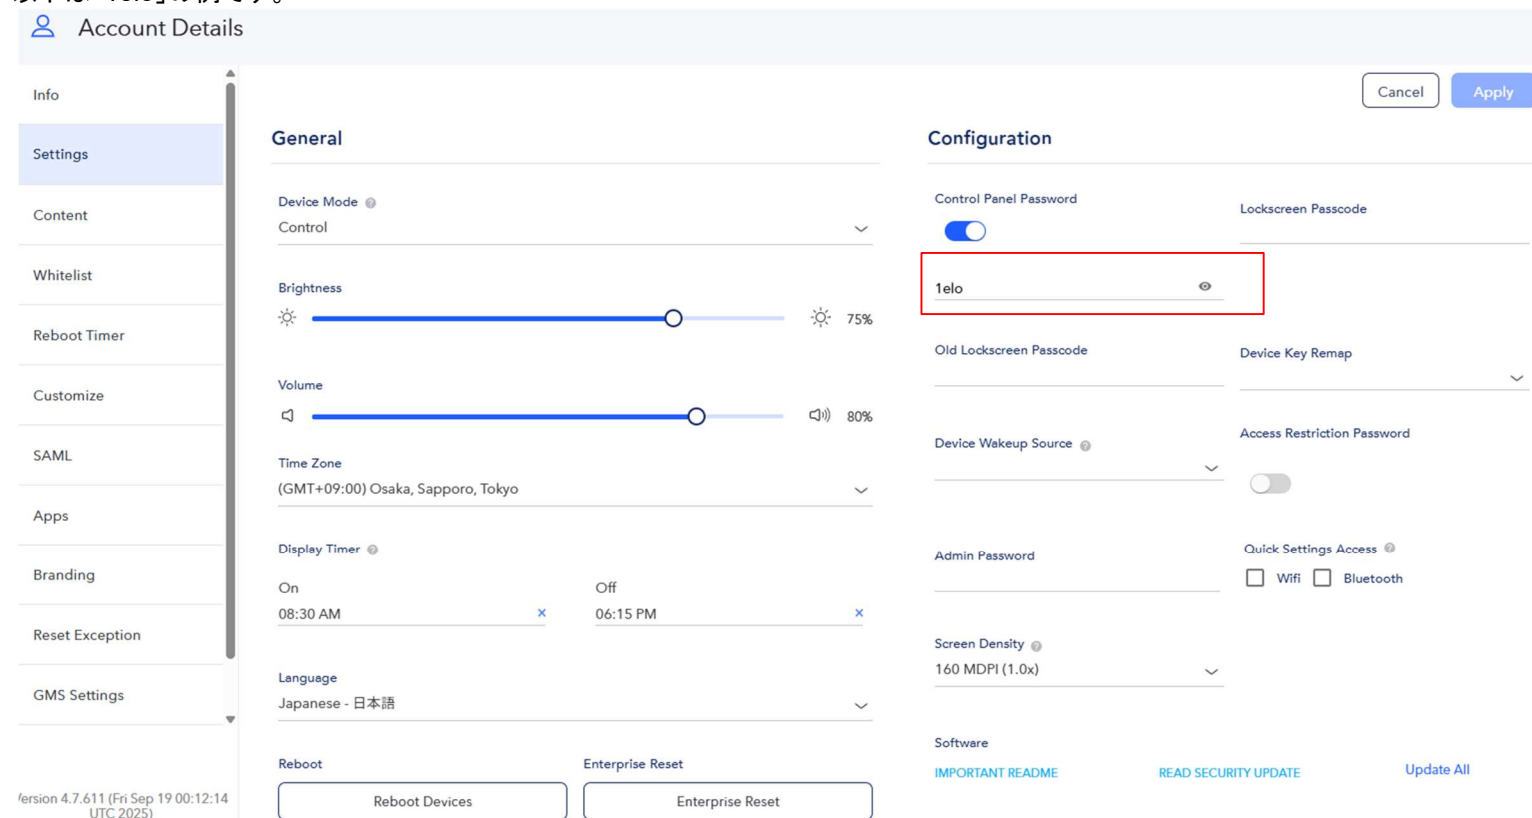 Account Details
Info
Settings
Content
Whitelist
Reboot Timer
Customize
SAML
Apps
Branding
Reset Exception
GMS Settings
Version 4.7.611 (Fri Sep 19 00:12:14
UTC 2025)
Cancel
Apply
General
Device Mode
Control
Brightness
75%
Volume
80%
Time Zone
(GMT+09:00) Osaka, Sapporo, Tokyo
Display Timer
On
Off
08:30 AM
06:15 PM
Language
Japanese - 日本語
Reboot
Enterprise Reset
Reboot Devices
Enterprise Reset
Configuration
Control Panel Password
Lockscreen Passcode
1elo
Old Lockscreen Passcode
Device Key Remap
Device Wakeup Source
Access Restriction Password
Admin Password
Quick Settings Access
Wifi
Bluetooth
Screen Density
160 MDPI (1.0x)
Software
IMPORTANT README
READ SECURITY UPDATE
Update All